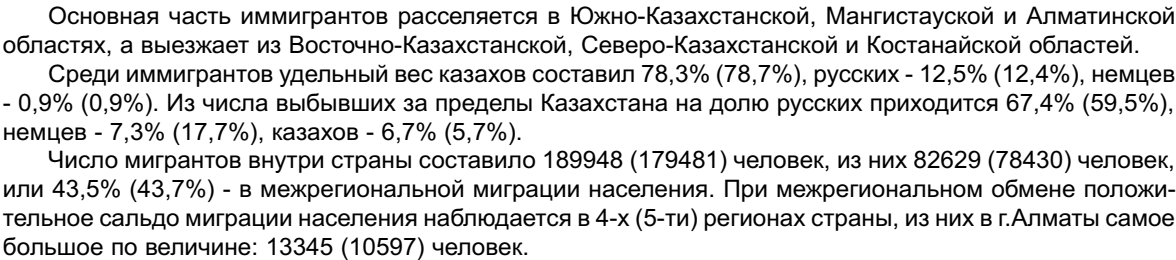 Основная часть иммигрантов расселяется в Южно-Казахстанской, Мангистауской и Алматинской
областях, а выезжает из Восточно-Казахстанской, Северо-Казахстанской и Костанайской областей.
Среди иммигрантов удельный вес казахов составил 78,3% (78,7%), русских - 12,5% (12,4%), немцев
- 0,9% (0,9%). Из числа выбывших за пределы Казахстана на долю русских приходится 67,4% (59,5%),
немцев - 7,3% (17,7%), казахов - 6,7% (5,7%).
Число мигрантов внутри страны составило 189948 (179481) человек, из них 82629 (78430) человек,
или 43,5% (43,7%) - в межрегиональной миграции населения. При межрегиональном обмене положи-
тельное сальдо миграции населения наблюдается в 4-х (5-ти) регионах страны, из них в г.Алматы самое
большое по величине: 13345 (10597) человек.